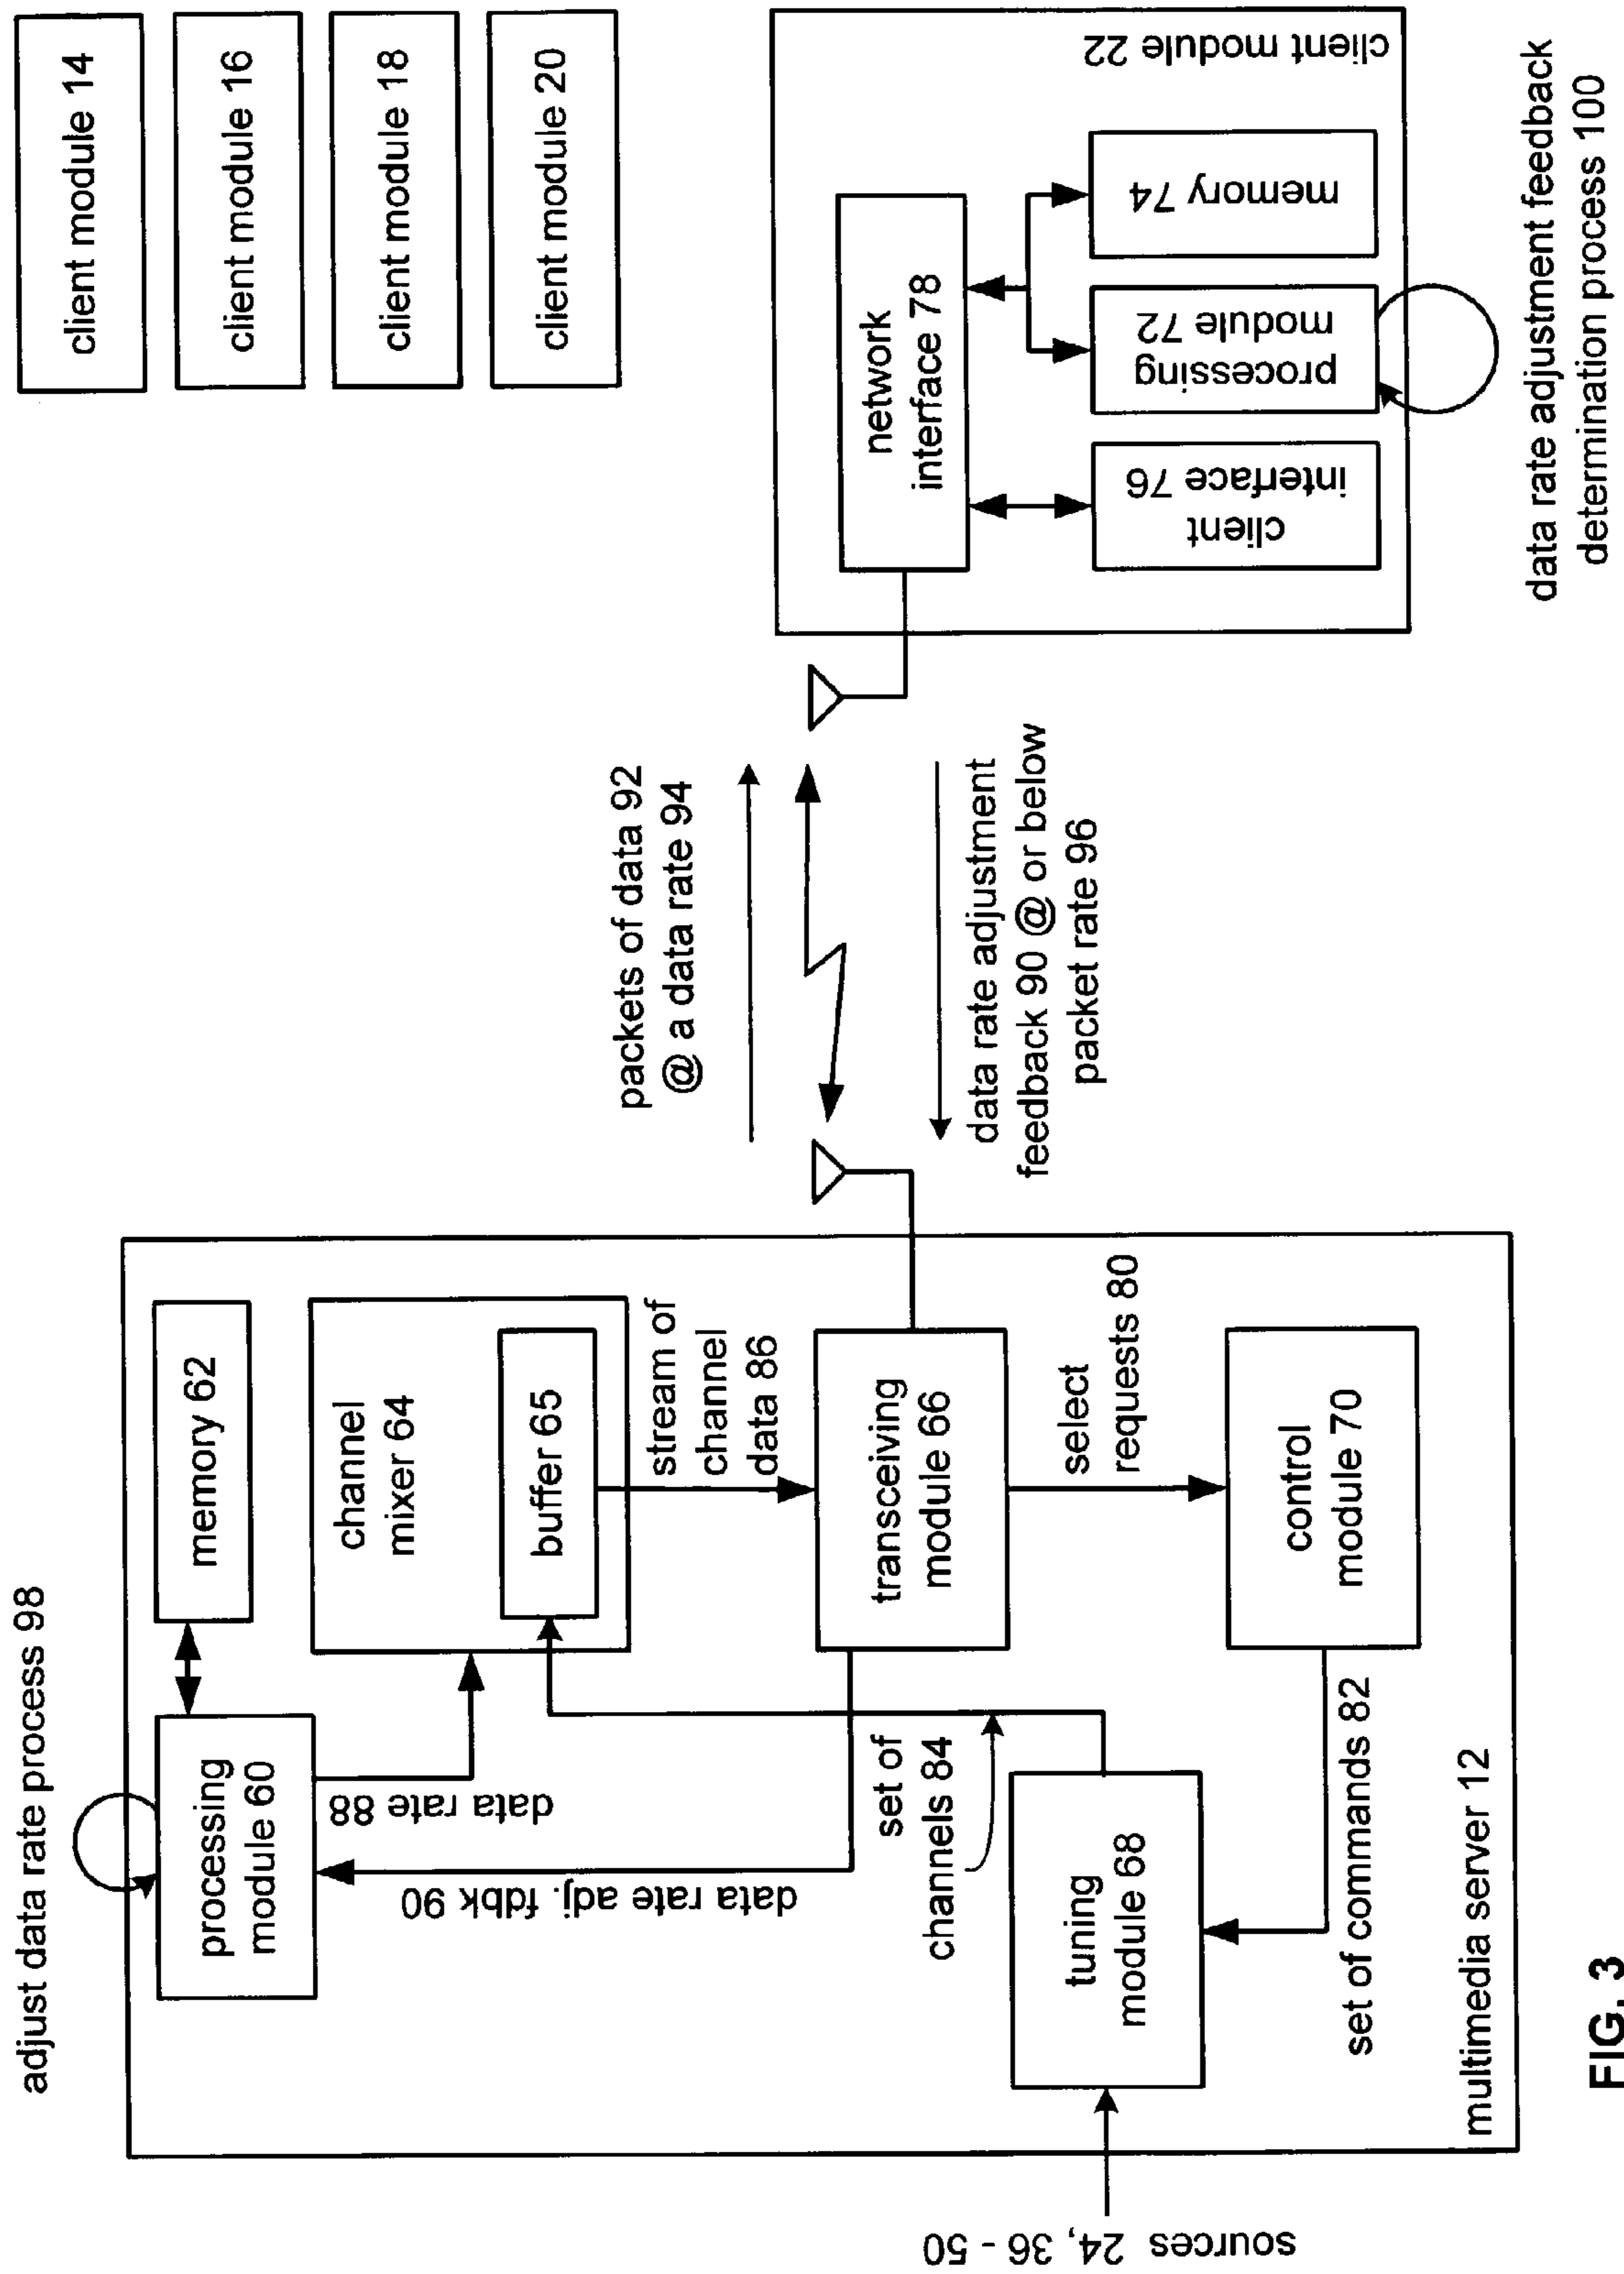 adjust data rate process 98
processing
module 60
memory 62
channel
mixer 64
buffer 65
data rate 88
data rate adj. fdbk 90
stream of
channel
data 86
transceiving
module 66
set of
channels 84
select
requests 80
tuning
module 68
control
module 70
set of commands 82
multimedia server 12
sources 24, 36 - 50
packets of data 92
@ a data rate 94
data rate adjustment
feedback 90 @ or below
packet rate 96
client module 14
client module 16
client module 18
client module 20
network
interface 78
client
interface 76
processing
module 72
memory 74
client module 22
data rate adjustment feedback
determination process 100
FIG. 3